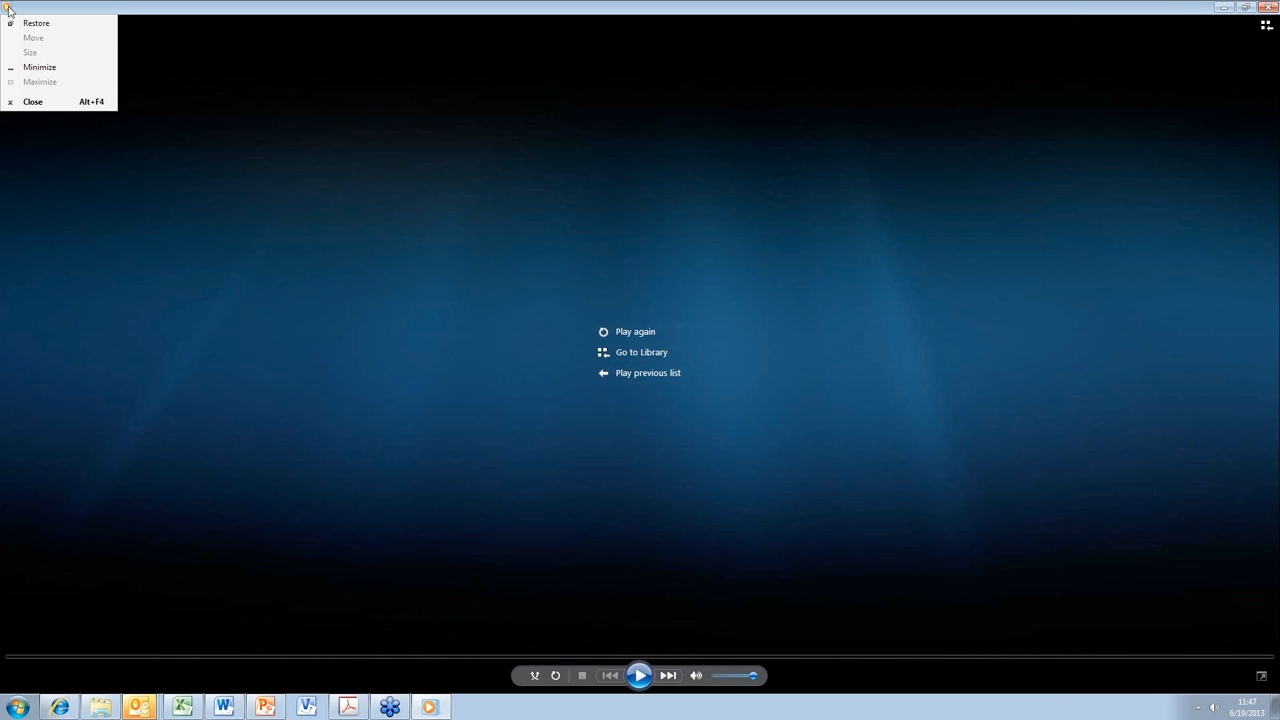 Restore
Move
Size
Minimize
Maximize
Close Alt+F4
Play again
Go to Library
Play previous list
11:47
6/19/2013